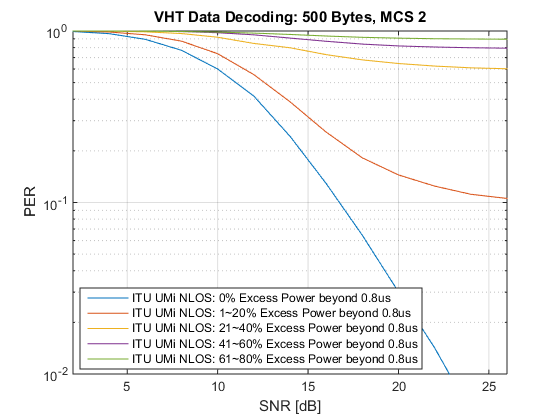 VHT Data Decoding: 500 Bytes, MCS 2
10^0
10^-1
10^-2
PER
ITU UMi NLOS: 0% Excess Power beyond 0.8us
ITU UMi NLOS: 1~20% Excess Power beyond 0.8us
ITU UMi NLOS: 21~40% Excess Power beyond 0.8us
ITU UMi NLOS: 41~60% Excess Power beyond 0.8us
ITU UMi NLOS: 61~80% Excess Power beyond 0.8us
5 10 15 20 25
SNR [dB]